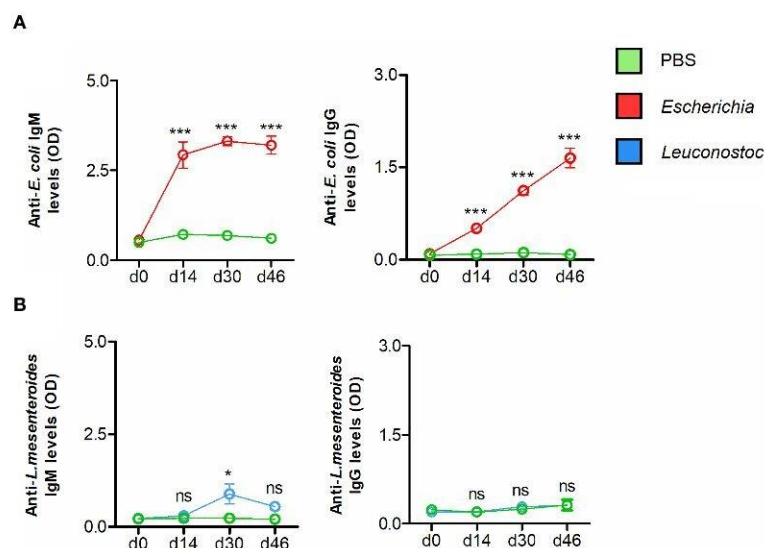 A
Anti-E. coli IgM
levels (OD)
5.0
2.5
0.0
***
***
***
d0 d14 d30 d46
Anti-E. coli IgG
levels (OD)
3.0
1.5
0.0
***
***
***
d0 d14 d30 d46
PBS
Escherichia
Leuconostoc
B
Anti-L.mesenteroides
IgM levels (OD)
5.0
2.5
0.0
ns
*
ns
d0 d14 d30 d46
Anti-L.mesenteroides
IgG levels (OD)
3.0
1.5
0.0
ns
ns
ns
d0 d14 d30 d46